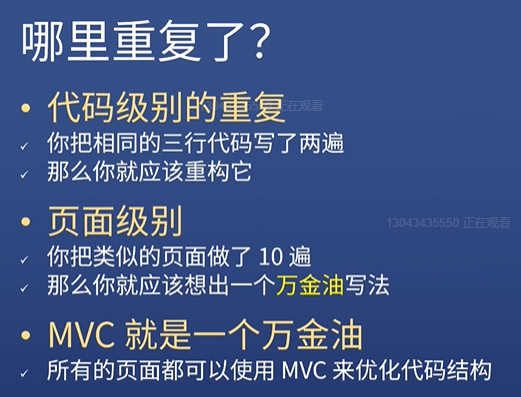 哪里重复了？
• 代码级别的重复
✓ 你把相同的三行代码写了两遍
✓ 那么你就应该重构它
13043435550 正在观看
• 页面级别
✓ 你把类似的页面做了 10 遍
✓ 那么你就应该想出一个万金油写法
• MVC 就是一个万金油
✓ 所有的页面都可以使用 MVC 来优化代码结构